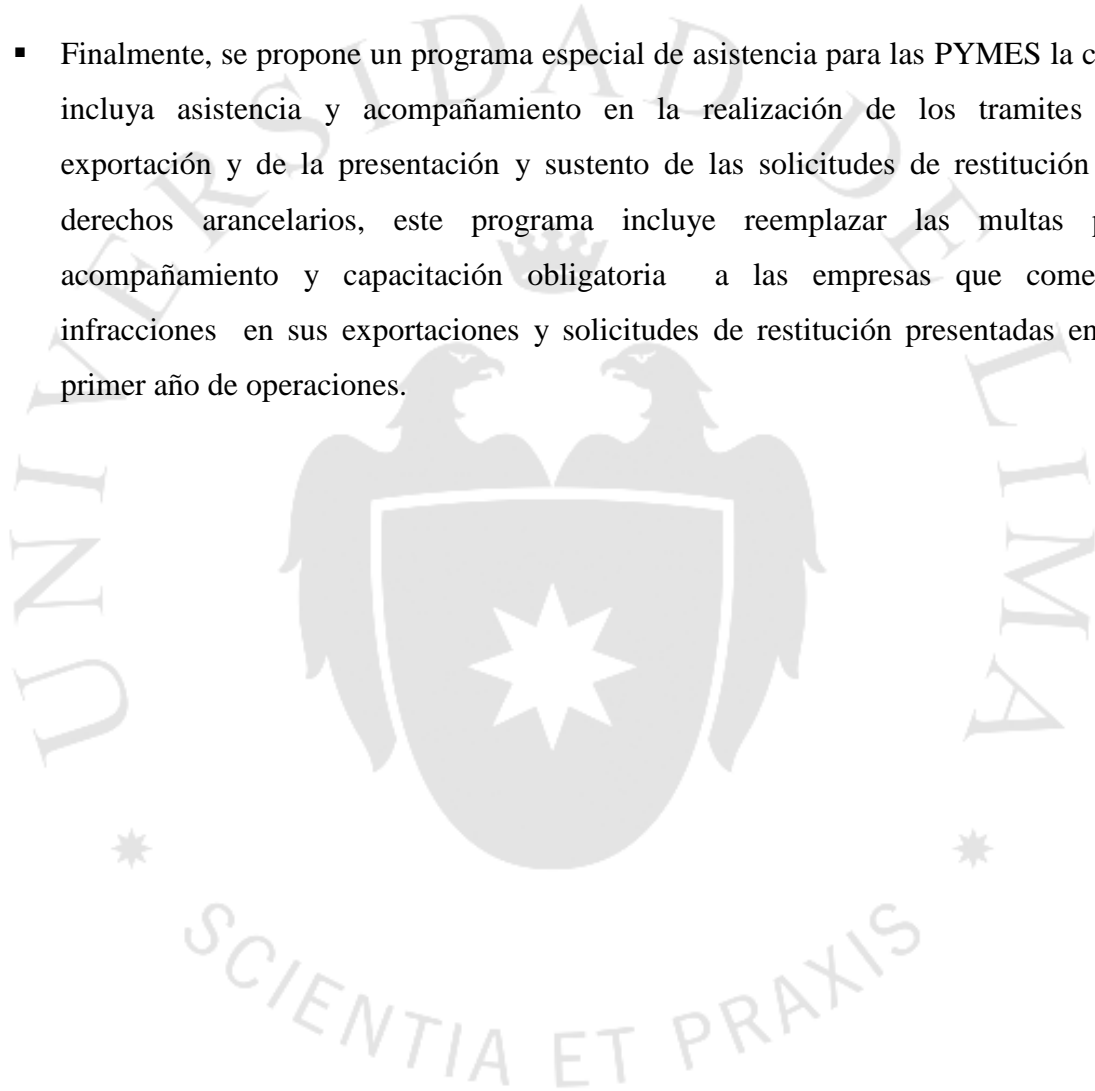 ▪ Finalmente, se propone un programa especial de asistencia para las PYMES la c
incluya asistencia y acompañamiento en la realización de los tramites
exportación y de la presentación y sustento de las solicitudes de restitución
derechos arancelarios, este programa incluye reemplazar las multas p
acompañamiento y capacitación obligatoria a las empresas que come
infracciones en sus exportaciones y solicitudes de restitución presentadas en
primer año de operaciones.
UNIVERSIDAD DE LIMA
SCIENTIA ET PRAXIS